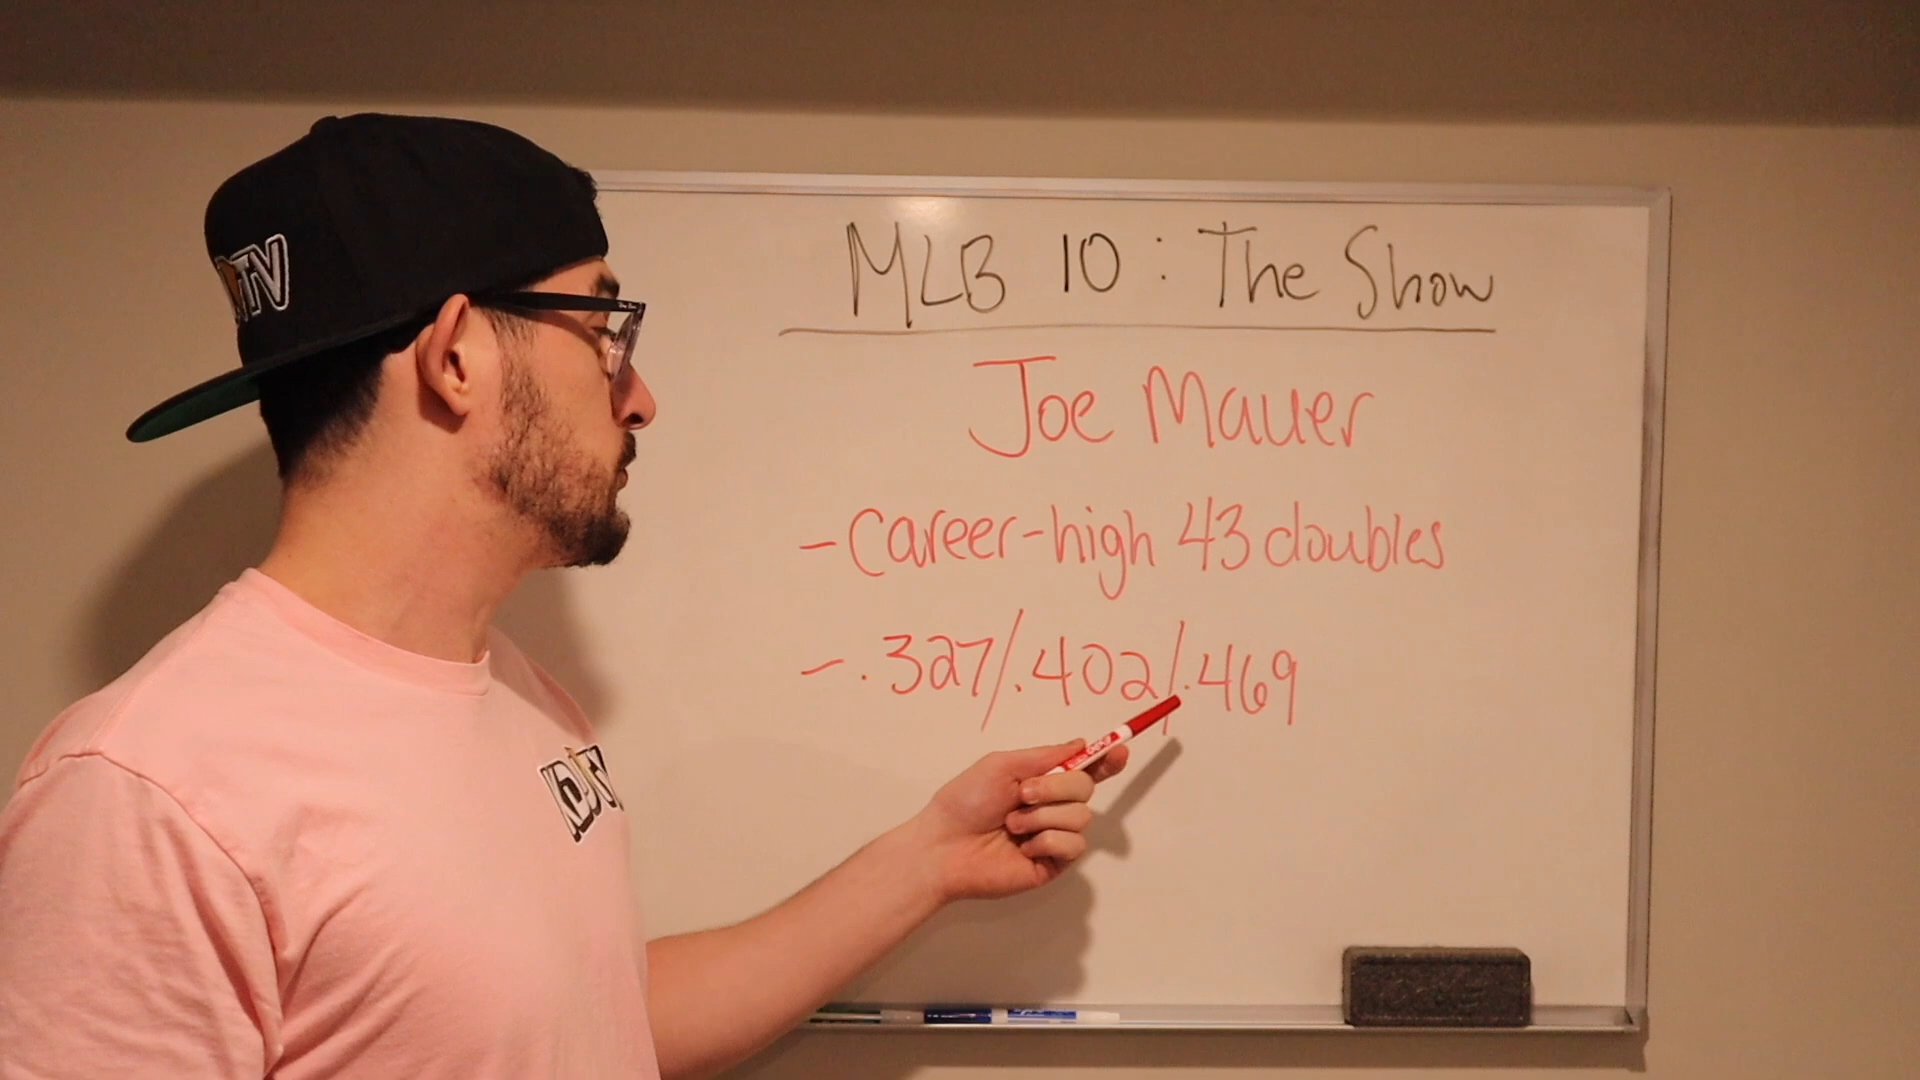 MLB 10 : The Show
Joe Mauer
- Career-high 43 doubles
- .327/.402/.469